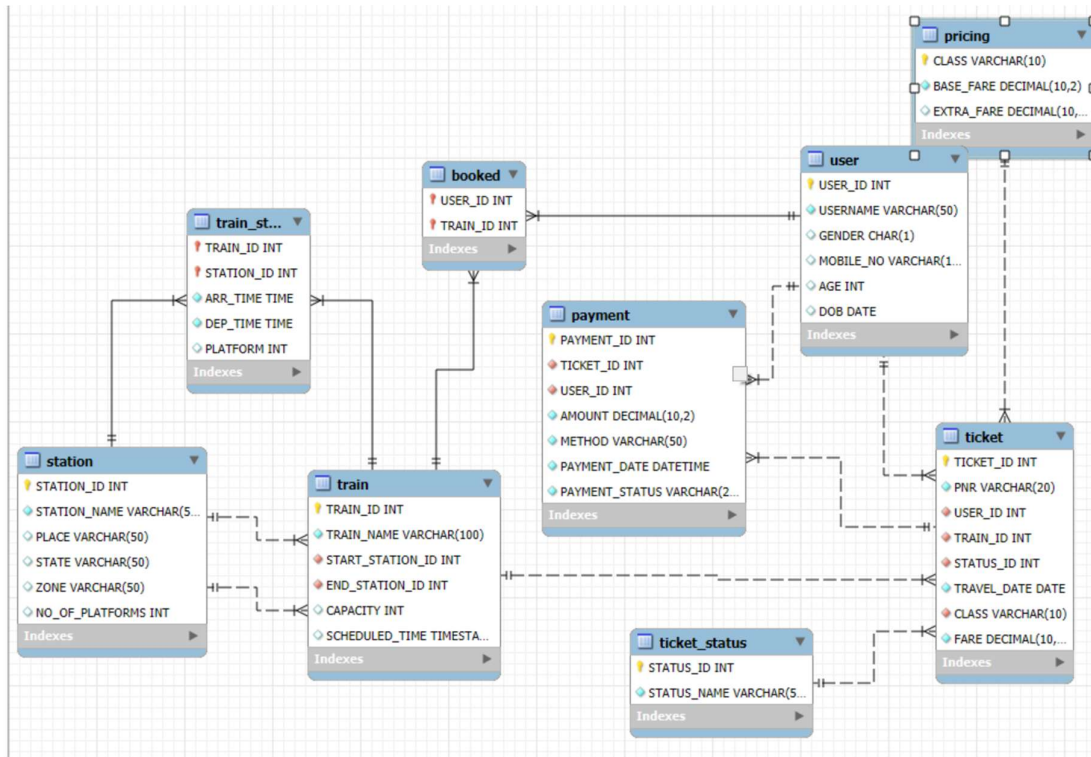 pricing
CLASS VARCHAR(10)
BASE_FARE DECIMAL(10,2)
EXTRA_FARE DECIMAL(10,...
Indexes
user
USER_ID INT
USERNAME VARCHAR(50)
GENDER CHAR(1)
MOBILE_NO VARCHAR(1...
AGE INT
DOB DATE
Indexes
booked
USER_ID INT
TRAIN_ID INT
Indexes
train_st...
TRAIN_ID INT
STATION_ID INT
ARR_TIME TIME
DEP_TIME TIME
PLATFORM INT
Indexes
payment
PAYMENT_ID INT
TICKET_ID INT
USER_ID INT
AMOUNT DECIMAL(10,2)
METHOD VARCHAR(50)
PAYMENT_DATE DATETIME
PAYMENT_STATUS VARCHAR(2...
Indexes
station
STATION_ID INT
STATION_NAME VARCHAR(5...
PLACE VARCHAR(50)
STATE VARCHAR(50)
ZONE VARCHAR(50)
NO_OF_PLATFORMS INT
Indexes
train
TRAIN_ID INT
TRAIN_NAME VARCHAR(100)
START_STATION_ID INT
END_STATION_ID INT
CAPACITY INT
SCHEDULED_TIME TIMESTA...
Indexes
ticket
TICKET_ID INT
PNR VARCHAR(20)
USER_ID INT
TRAIN_ID INT
STATUS_ID INT
TRAVEL_DATE DATE
CLASS VARCHAR(10)
FARE DECIMAL(10,...
Indexes
ticket_status
STATUS_ID INT
STATUS_NAME VARCHAR(5...
Indexes